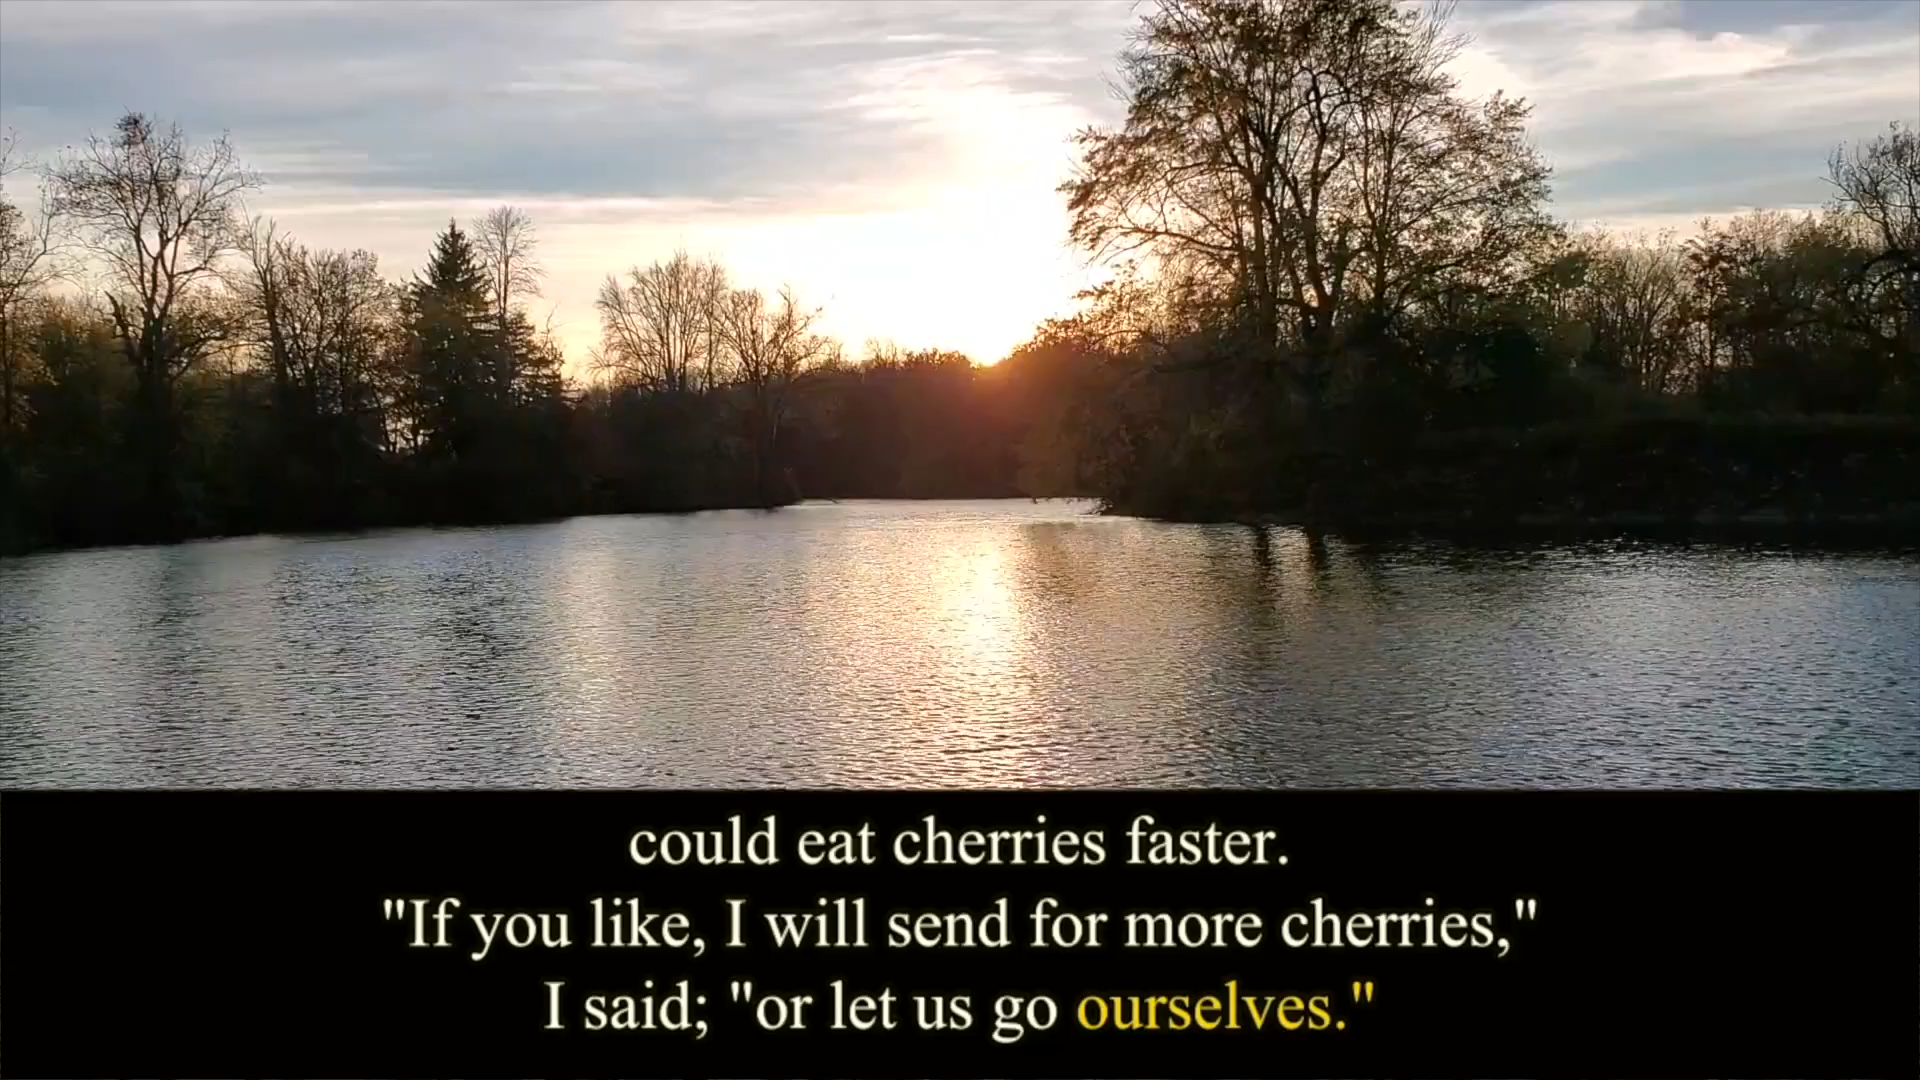 could eat cherries faster.
"If you like, I will send for more cherries,"
I said; "or let us go ourselves."